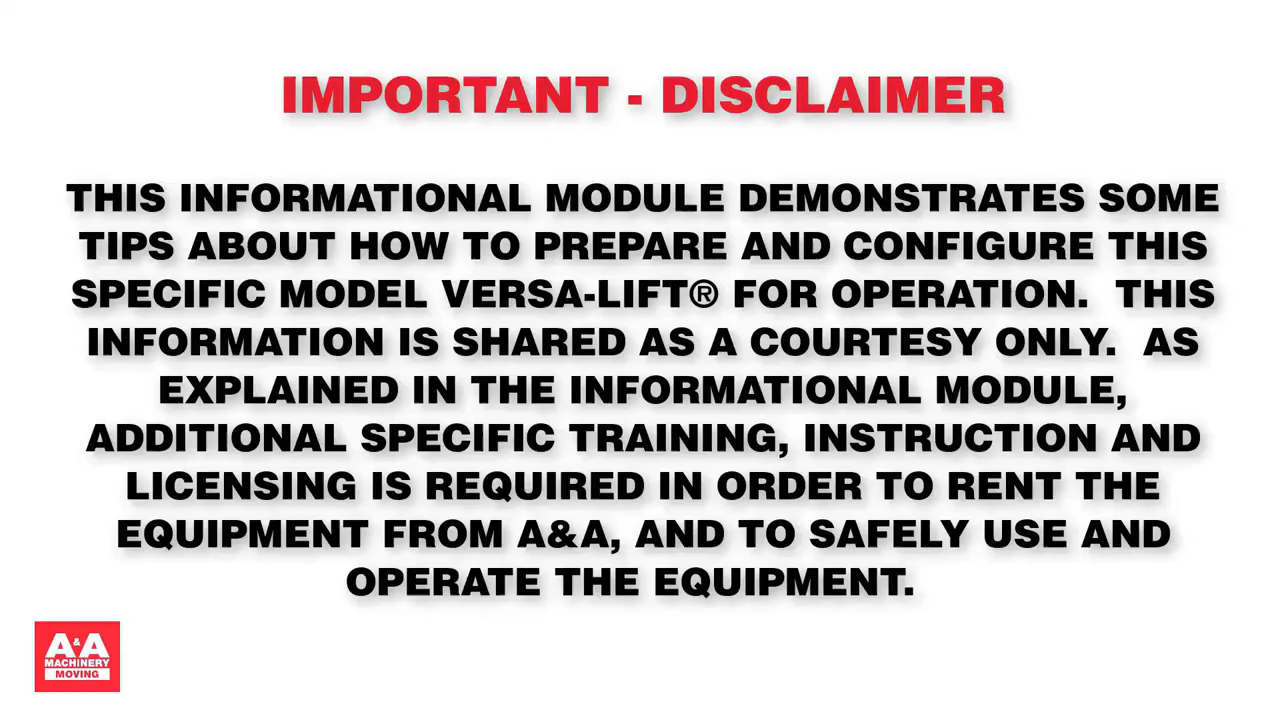 IMPORTANT - DISCLAIMER
THIS INFORMATIONAL MODULE DEMONSTRATES SOME
TIPS ABOUT HOW TO PREPARE AND CONFIGURE THIS
SPECIFIC MODEL VERSA-LIFT® FOR OPERATION.  THIS
INFORMATION IS SHARED AS A COURTESY ONLY.  AS
EXPLAINED IN THE INFORMATIONAL MODULE,
ADDITIONAL SPECIFIC TRAINING, INSTRUCTION AND
LICENSING IS REQUIRED IN ORDER TO RENT THE
EQUIPMENT FROM A&A, AND TO SAFELY USE AND
OPERATE THE EQUIPMENT.
A&A
MACHINERY
MOVING